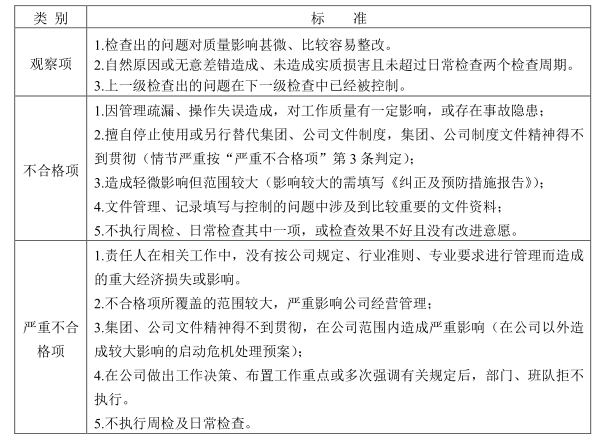 类 别
标 准
观察项
1.检查出的问题对质量影响甚微、比较容易整改。
2.自然原因或无意差错造成、未造成实质损害且未超过日常检查两个检查周期。
3.上一级检查出的问题在下一级检查中已经被控制。
不合格项
1.因管理疏漏、操作失误造成，对工作质量有一定影响，或存在事故隐患；
2.擅自停止使用或另行替代集团、公司文件制度，集团、公司制度文件精神得不
到贯彻（情节严重按“严重不合格项”第 3 条判定）；
3.造成轻微影响但范围较大（影响较大的需填写《纠正及预防措施报告》）；
4.文件管理、记录填写与控制的问题中涉及到比较重要的文件资料；
5.不执行周检、日常检查其中一项，或检查效果不好且没有改进意愿。
严重不合
格项
1.责任人在相关工作中，没有按公司规定、行业准则、专业要求进行管理而造成
的重大经济损失或影响。
2.不合格项所覆盖的范围较大，严重影响公司经营管理；
3.集团、公司文件精神得不到贯彻，在公司范围内造成严重影响（在公司以外造
成较大影响的启动危机处理预案）；
4.在公司做出工作决策、布置工作重点或多次强调有关规定后，部门、班队拒不
执行。
5.不执行周检及日常检查。